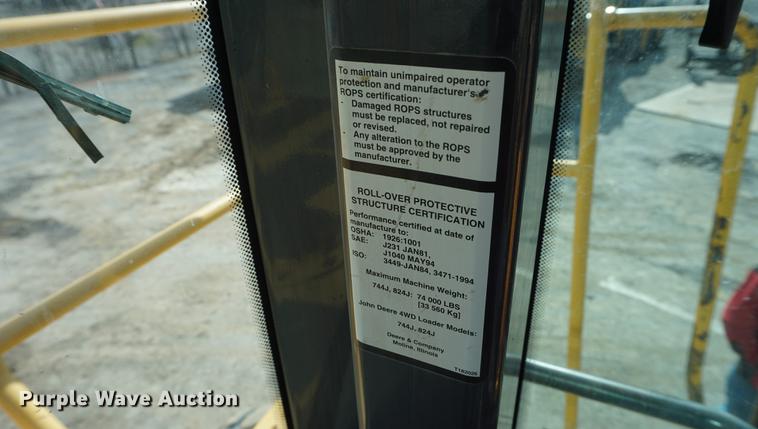 To maintain unimpaired operator
protection and manufacturer's
ROPS certification:
- Damaged ROPS structures
must be replaced, not repaired
or revised.
- Any alteration to the ROPS
must be approved by the
manufacturer.
ROLL-OVER PROTECTIVE
STRUCTURE CERTIFICATION
Performance certified at date of
manufacture to:
OSHA: 1926:1001
SAE: J231 JAN81,
J1040 MAY94
ISO: 3449-JAN84, 3471-1994
Maximum Machine Weight:
744J, 824J: 74 000 LBS
[33 560 Kg]
John Deere 4WD Loader Models:
744J, 824J
Deere & Company
Moline, Illinois
T182026
Purple Wave Auction